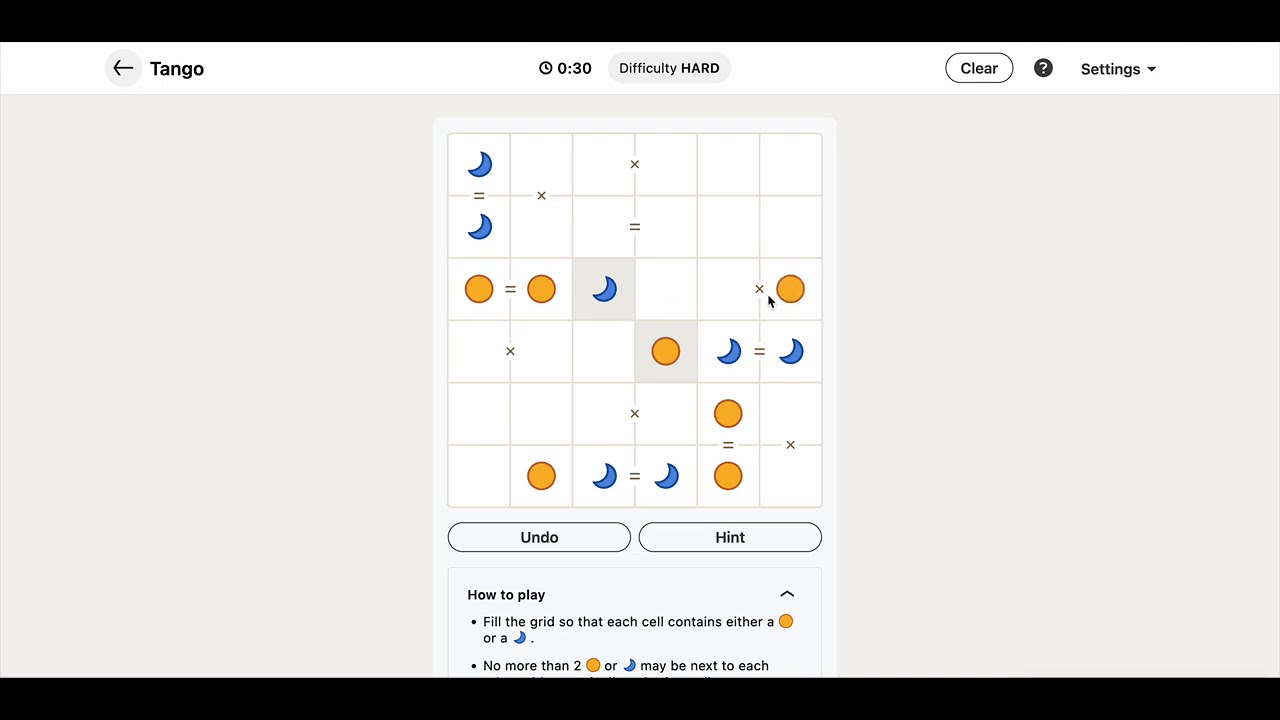 Tango
0:30
Difficulty HARD
Clear
?
Settings
×
= ×
=
= ×
× =
×
= ×
=
Undo
Hint
How to play
• Fill the grid so that each cell contains either a
or a .
• No more than 2 or may be next to each